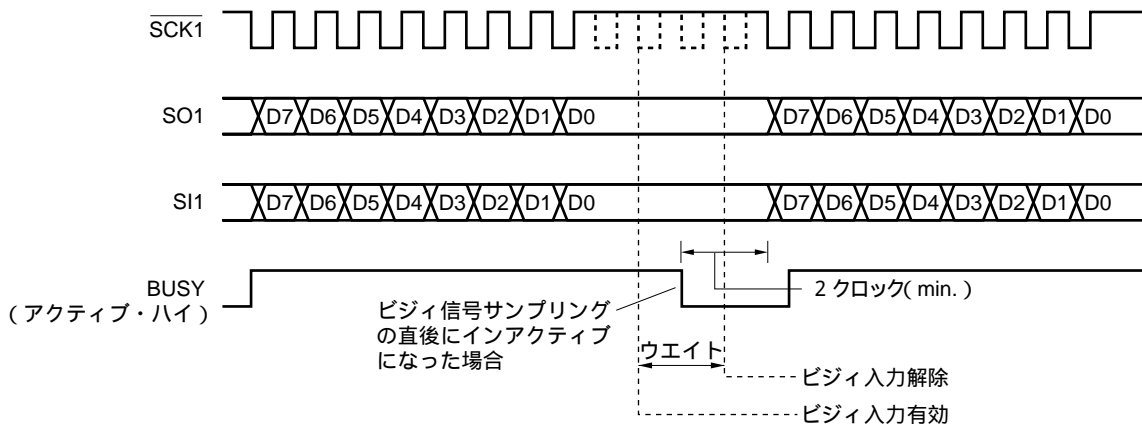 SCK1
SO1
D7 D6 D5 D4 D3 D2 D1 D0 D7 D6 D5 D4 D3 D2 D1 D0
SI1
D7 D6 D5 D4 D3 D2 D1 D0 D7 D6 D5 D4 D3 D2 D1 D0
BUSY
(アクティブ・ハイ)
ビジィ信号サンプリング
の直後にインアクティブ
になった場合
2 クロック( min. )
ウエイト
ビジィ入力解除
ビジィ入力有効